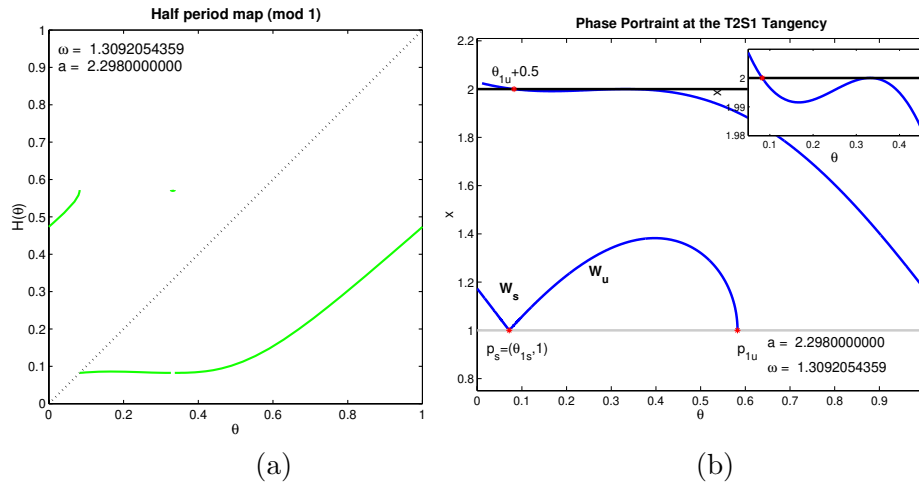 Half period map (mod 1)
ω = 1.3092054359
a = 2.2980000000
H(θ)
1
0.9
0.8
0.7
0.6
0.5
0.4
0.3
0.2
0.1
0
0 0.2 0.4 0.6 0.8 1
θ
(a)
Phase Portrait at the T2S1 Tangency
θ1u+0.5
x
2.2
2
1.8
1.6
1.4
1.2
1
0.8
Ws
Wu
ps=(θ1s,1)
p1u
a = 2.2980000000
ω = 1.3092054359
0 0.1 0.2 0.3 0.4 0.5 0.6 0.7 0.8 0.9
θ
x
2
1.99
1.98
0.1 0.2 0.3 0.4
θ
(b)